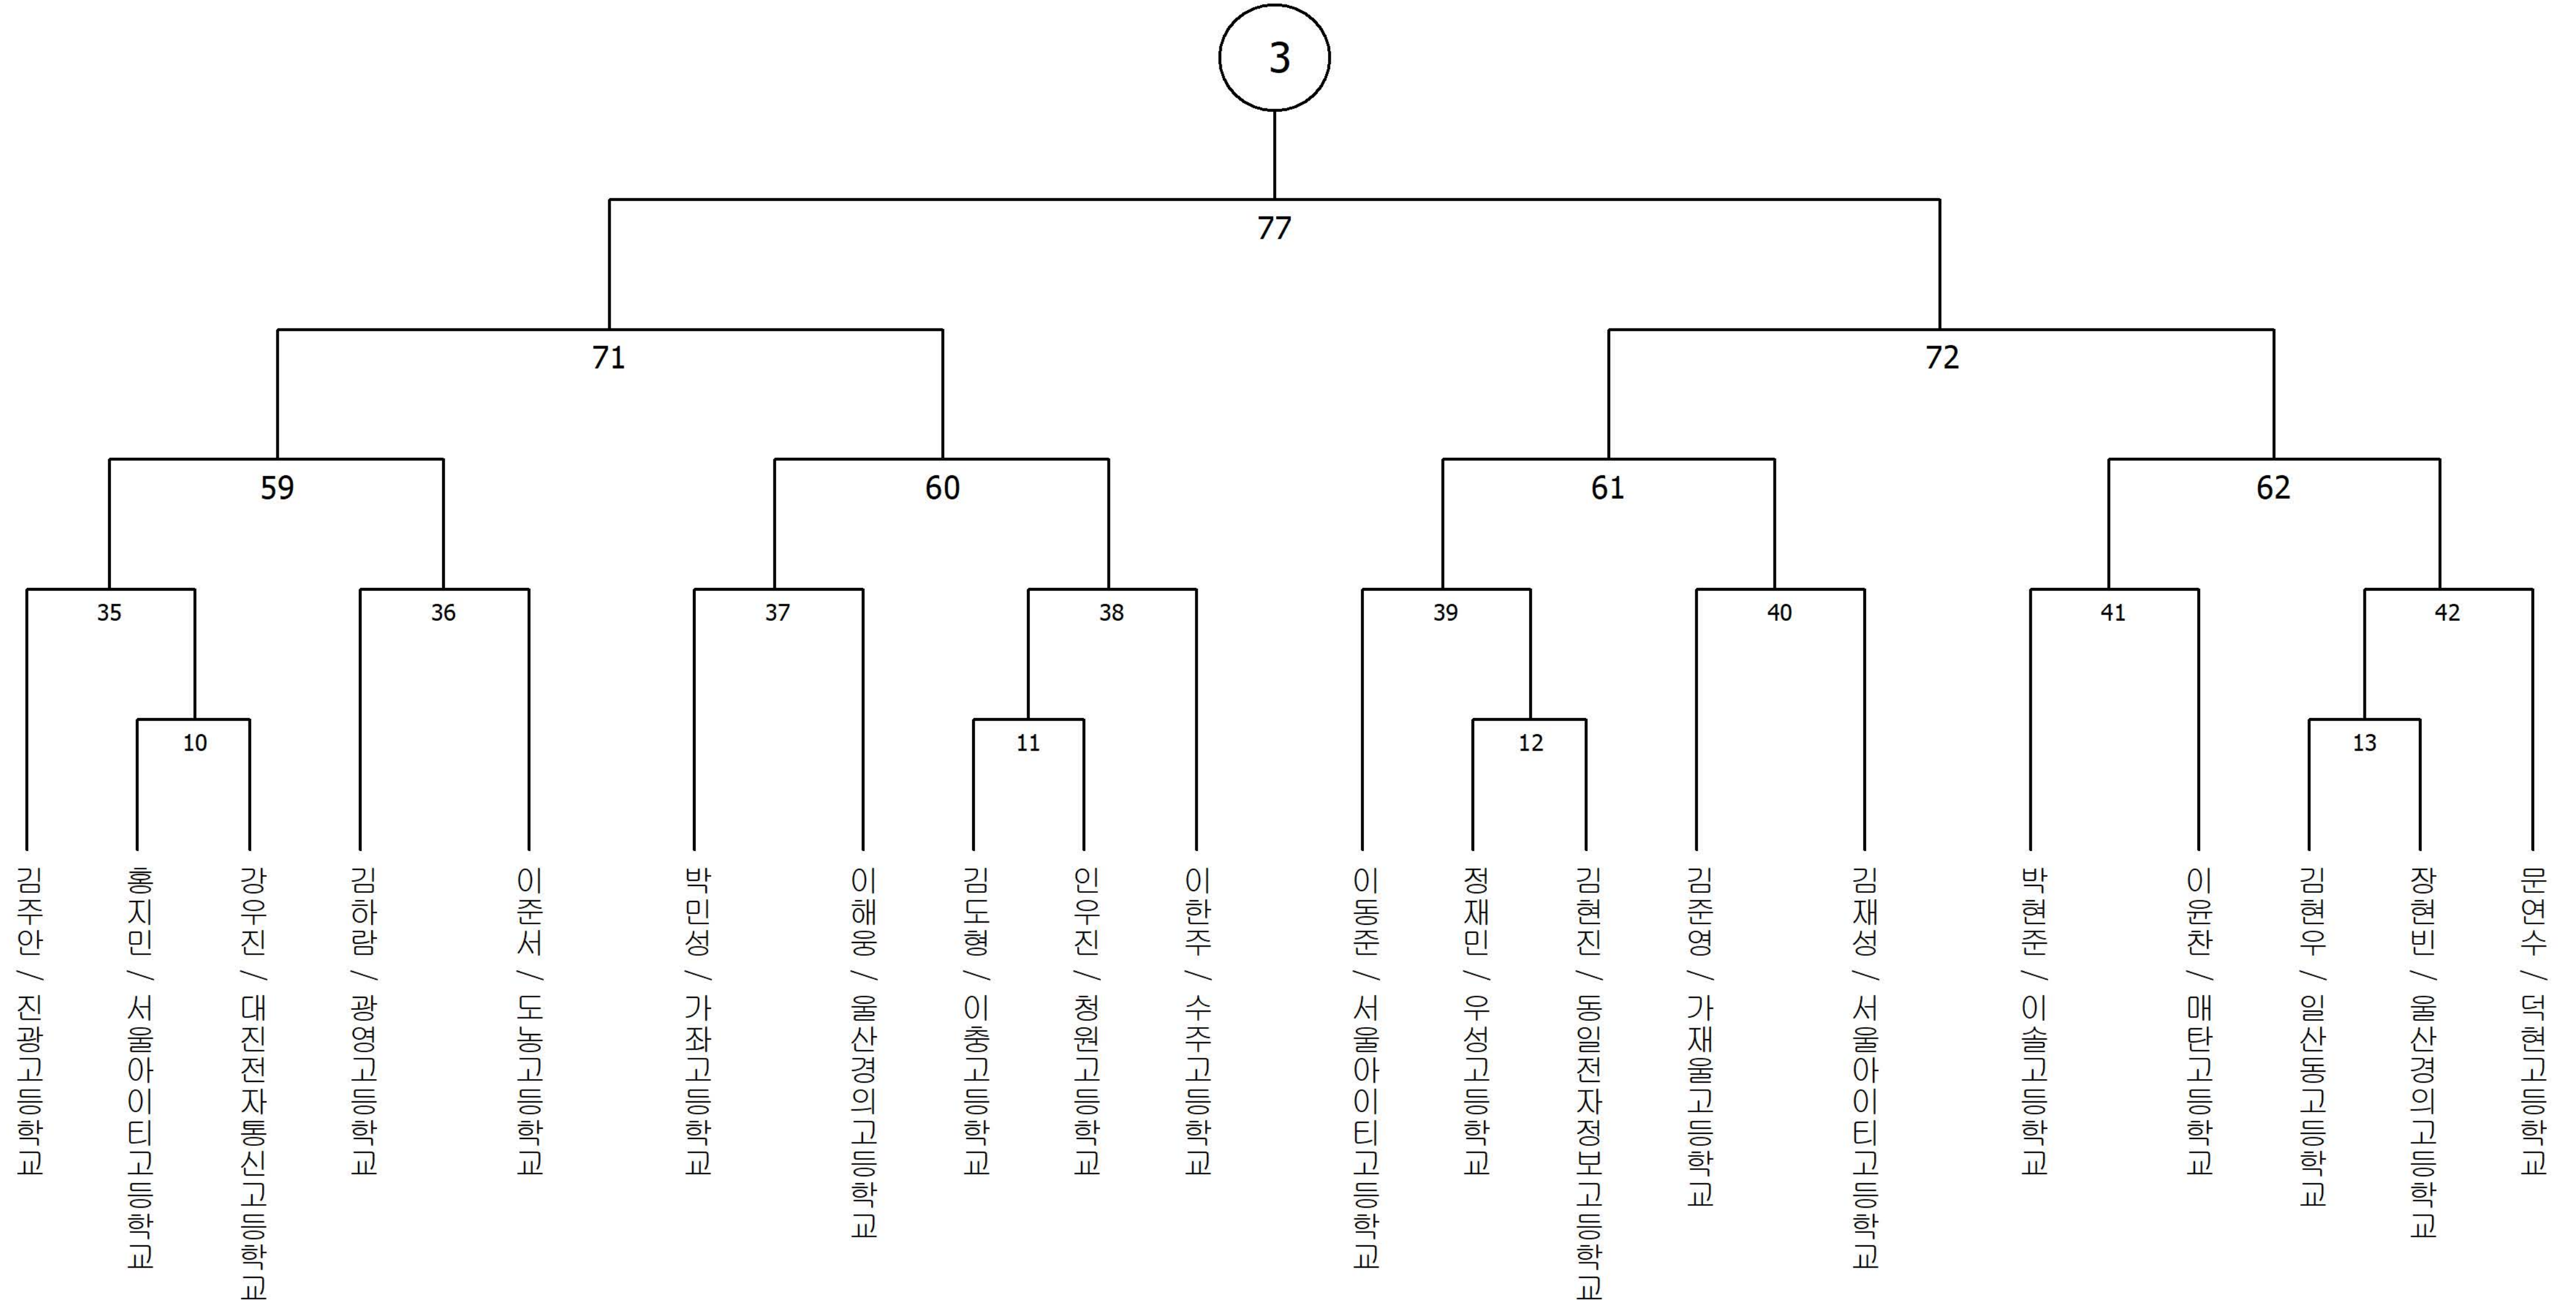 3
77
71
72
59
60
61
62
35
36
37
38
39
40
41
42
10
11
12
13
김주안 / 진광고등학교
홍지민 / 서울아이티고등학교
강우진 / 대진전자통신고등학교
김하람 / 광영고등학교
이준서 / 도농고등학교
박민성 / 가좌고등학교
이해웅 / 울산경의고등학교
김도형 / 이충고등학교
인우진 / 청원고등학교
이한주 / 수주고등학교
이동준 / 서울아이티고등학교
정재민 / 우성고등학교
김현진 / 동일전자정보고등학교
김준영 / 가재울고등학교
김재성 / 서울아이티고등학교
박현준 / 이솔고등학교
이윤찬 / 매탄고등학교
김현우 / 일산동고등학교
장현빈 / 울산경의고등학교
문연수 / 덕현고등학교